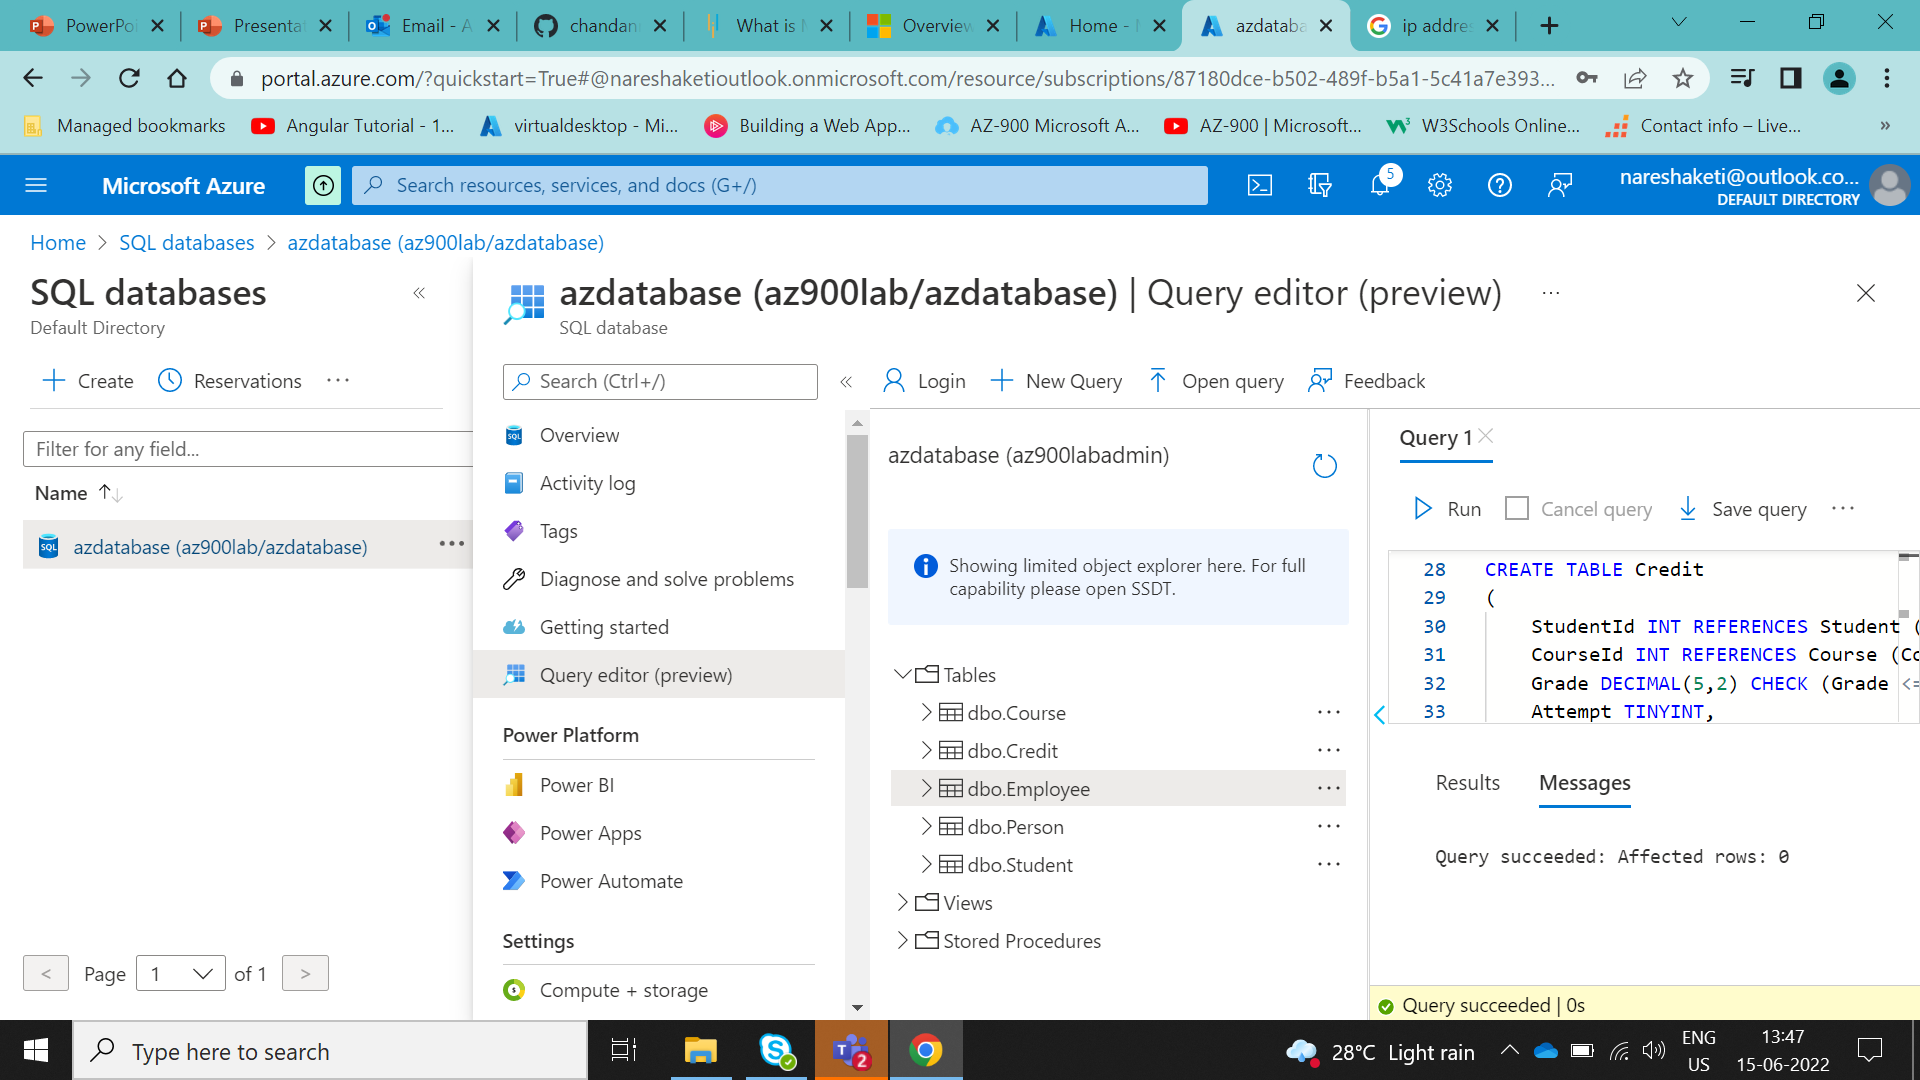 PowerPoi
Presentat
Email - A
chandann
What is M
Overview
Home - M
azdataba
ip addres
portal.azure.com/?quickstart=True#@nareshaketioutlook.onmicrosoft.com/resource/subscriptions/87180dce-b502-489f-b5a1-5c41a7e393...
Managed bookmarks
Angular Tutorial - 1...
virtualdesktop - Mi...
Building a Web App...
AZ-900 Microsoft A...
AZ-900 | Microsoft...
W3Schools Online...
Contact info – Live...
»
Microsoft Azure
Search resources, services, and docs (G+/)
5
nareshaketi@outlook.co...
DEFAULT DIRECTORY
Home > SQL databases > azdatabase (az900lab/azdatabase)
SQL databases
Default Directory
«
Create
Reservations
...
Filter for any field...
Name
azdatabase (az900lab/azdatabase)
...
< Page 1 of 1 >
azdatabase (az900lab/azdatabase) | Query editor (preview)
...
SQL database
Search (Ctrl+/)
«
Overview
Activity log
Tags
Diagnose and solve problems
Getting started
Query editor (preview)
Power Platform
Power BI
Power Apps
Power Automate
Settings
Compute + storage
Login
New Query
Open query
Feedback
azdatabase (az900labadmin)
Showing limited object explorer here. For full
capability please open SSDT.
Tables
dbo.Course ...
dbo.Credit ...
dbo.Employee ...
dbo.Person ...
dbo.Student ...
Views
Stored Procedures
Query 1
Run
Cancel query
Save query
...
28 CREATE TABLE Credit
29 (
30 StudentId INT REFERENCES Student (
31 CourseId INT REFERENCES Course (Co
32 Grade DECIMAL(5,2) CHECK (Grade <=
33 Attempt TINYINT,
Results
Messages
Query succeeded: Affected rows: 0
Query succeeded | 0s
Type here to search
2
28°C Light rain
ENG
US
13:47
15-06-2022